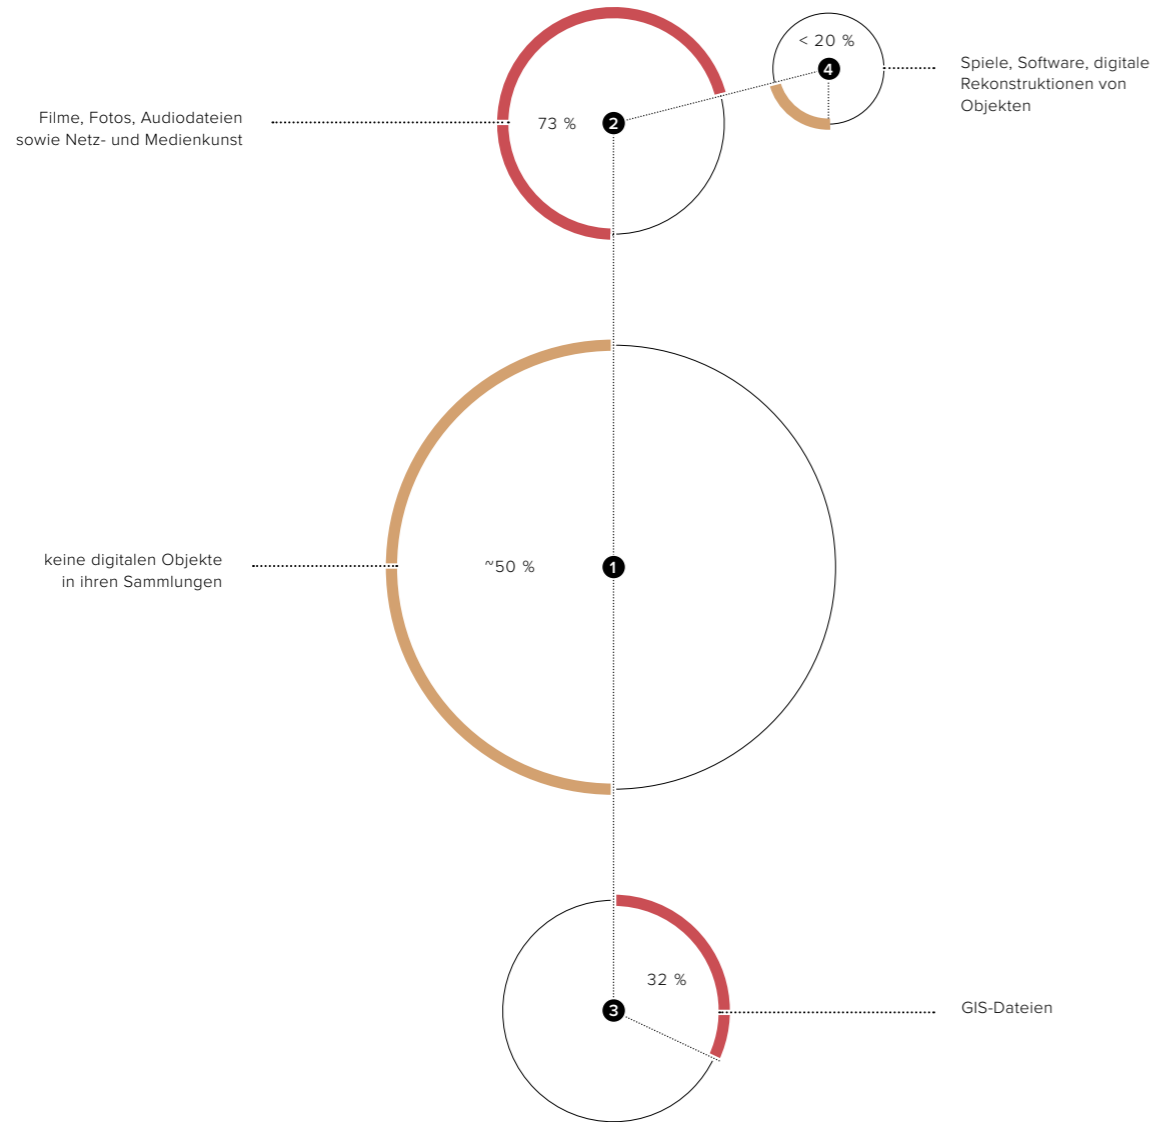 < 20 %
4
Spiele, Software, digitale
Rekonstruktionen von
Objekten
Filme, Fotos, Audiodateien
sowie Netz- und Medienkunst
73 %
2
keine digitalen Objekte
in ihren Sammlungen
~50 %
1
32 %
3
GIS-Dateien